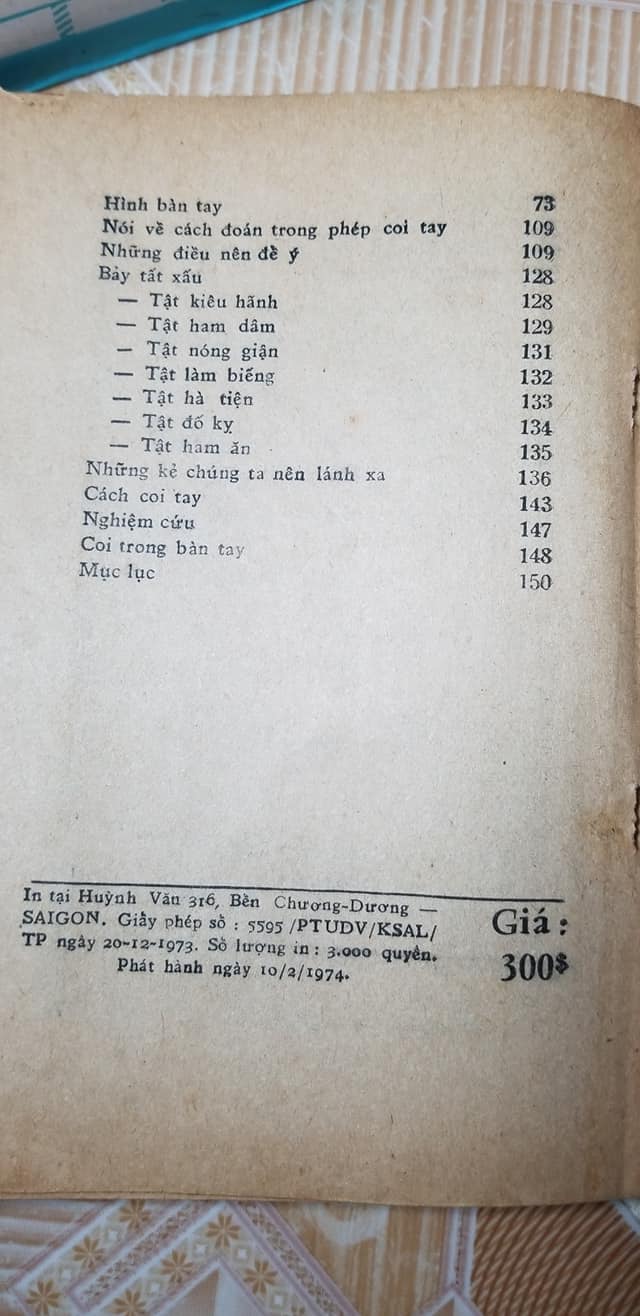 Hình bàn tay 73
Nói về cách đoán trong phép coi tay 109
Những điều nên để ý 109
Bảy tất xấu 128
— Tật kiêu hãnh 128
— Tật ham dâm 129
— Tật nóng giận 131
— Tật làm biếng 132
— Tật hà tiện 133
— Tật đố kỵ 134
— Tật ham ăn 135
Những kẻ chúng ta nên lánh xa 136
Cách coi tay 143
Nghiệm cứu 147
Coi trong bàn tay 148
Mục lục 150
In tại Huỳnh Văn 316, Bến Chương-Dương —
SAIGON. Giấy phép số : 5595 /PTUDV/KSAL/
TP ngày 20-12-1973. Số lượng in : 3.000 quyển.
Phát hành ngày 10/2/1974.
Giá :
300$